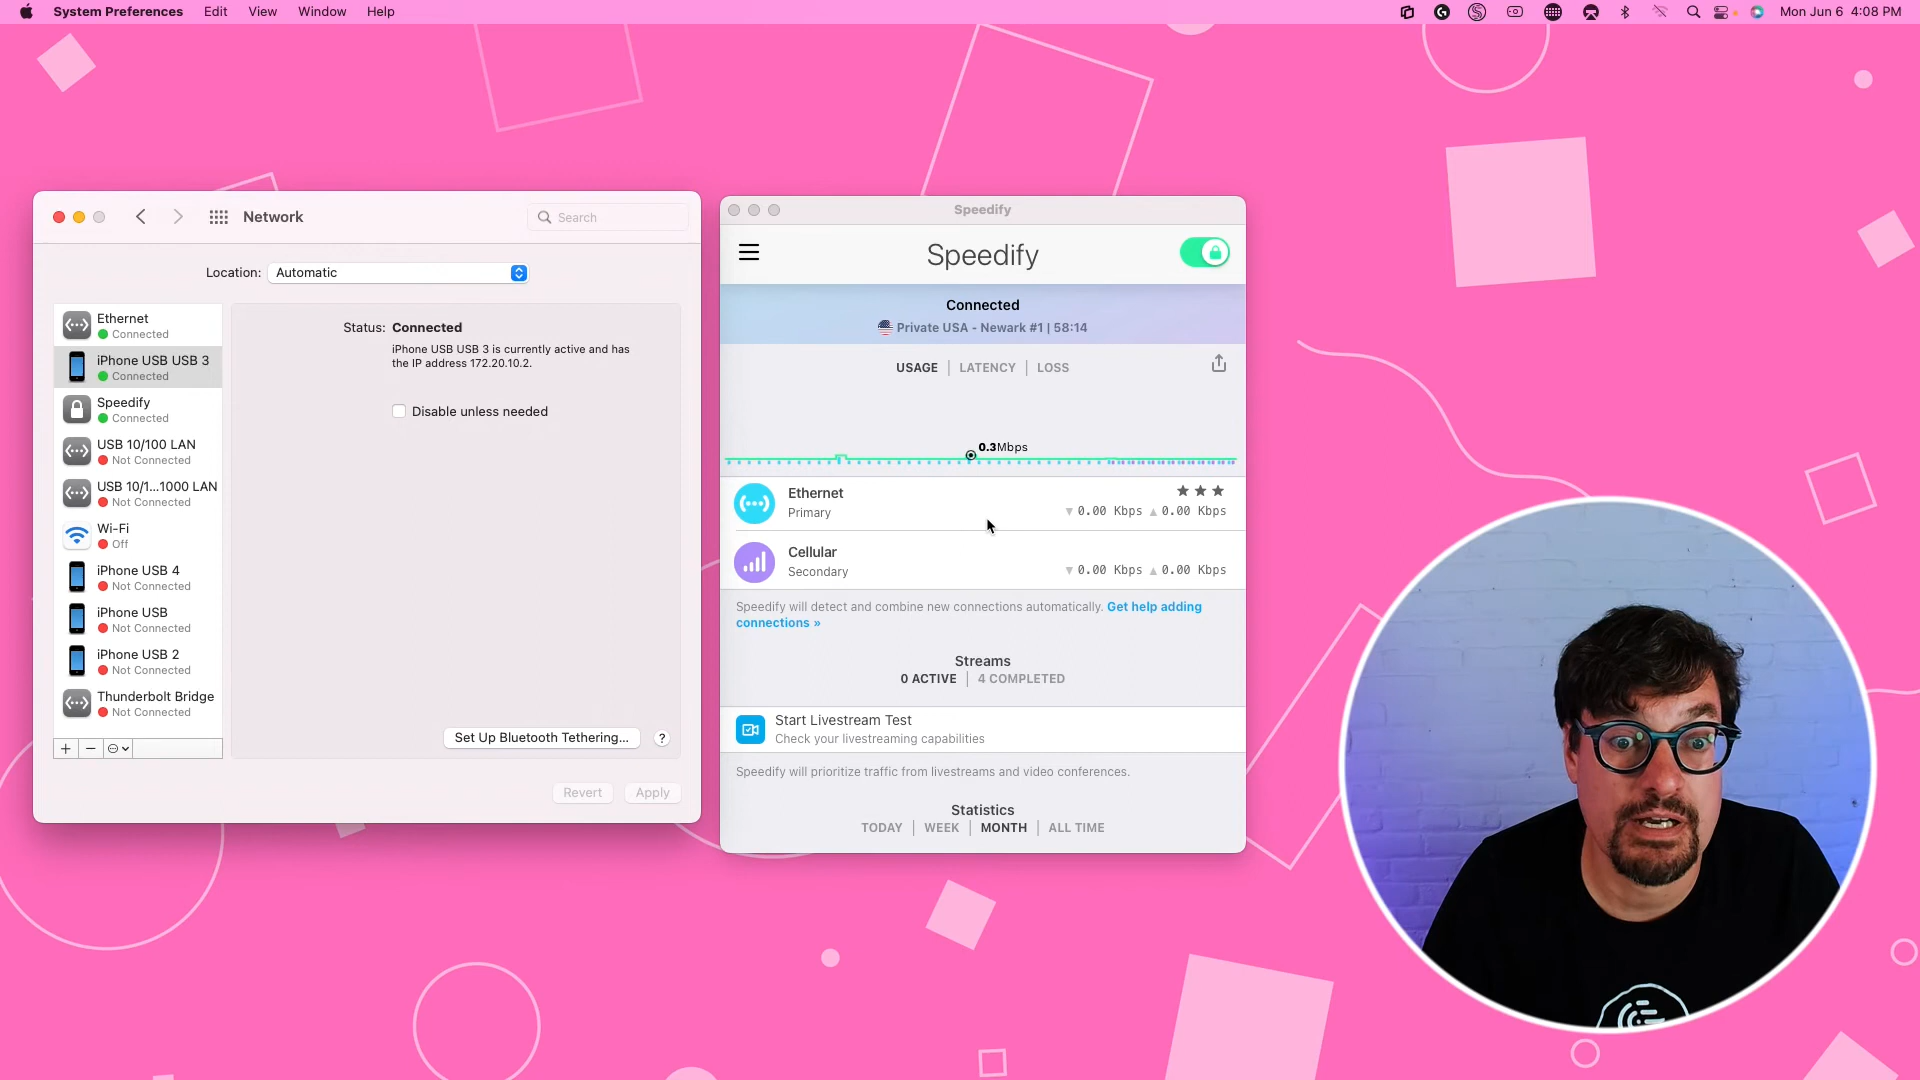 System Preferences Edit View Window Help
Mon Jun 6 4:08 PM
Network
Search
Location: Automatic
Ethernet
Connected
iPhone USB USB 3
Connected
Speedify
Connected
USB 10/100 LAN
Not Connected
USB 10/1...1000 LAN
Not Connected
Wi-Fi
Off
iPhone USB 4
Not Connected
iPhone USB
Not Connected
iPhone USB 2
Not Connected
Thunderbolt Bridge
Not Connected
Status: Connected
iPhone USB USB 3 is currently active and has
the IP address 172.20.10.2.
Disable unless needed
Set Up Bluetooth Tethering...
?
Revert Apply
Speedify
Speedify
Connected
Private USA - Newark #1 | 58:14
USAGE | LATENCY | LOSS
0.3Mbps
Ethernet
Primary
0.00 Kbps 0.00 Kbps
Cellular
Secondary
0.00 Kbps 0.00 Kbps
Speedify will detect and combine new connections automatically. Get help adding
connections »
Streams
0 ACTIVE | 4 COMPLETED
Start Livestream Test
Check your livestreaming capabilities
Speedify will prioritize traffic from livestreams and video conferences.
Statistics
TODAY | WEEK | MONTH | ALL TIME